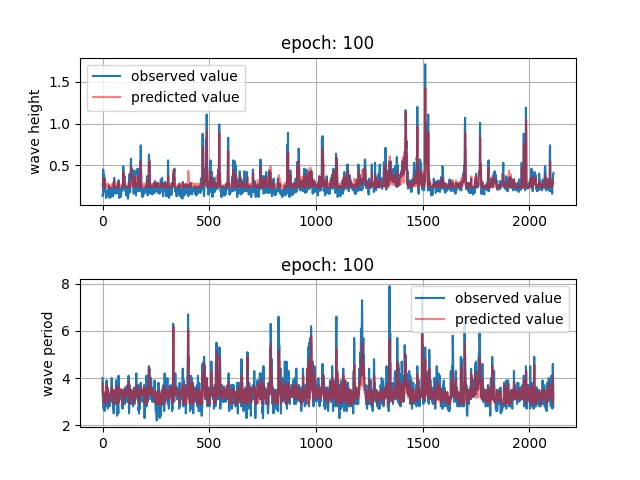 epoch: 100
wave height
1.5
1.0
0.5
observed value
predicted value
0 500 1000 1500 2000
epoch: 100
wave period
8
6
4
2
observed value
predicted value
0 500 1000 1500 2000